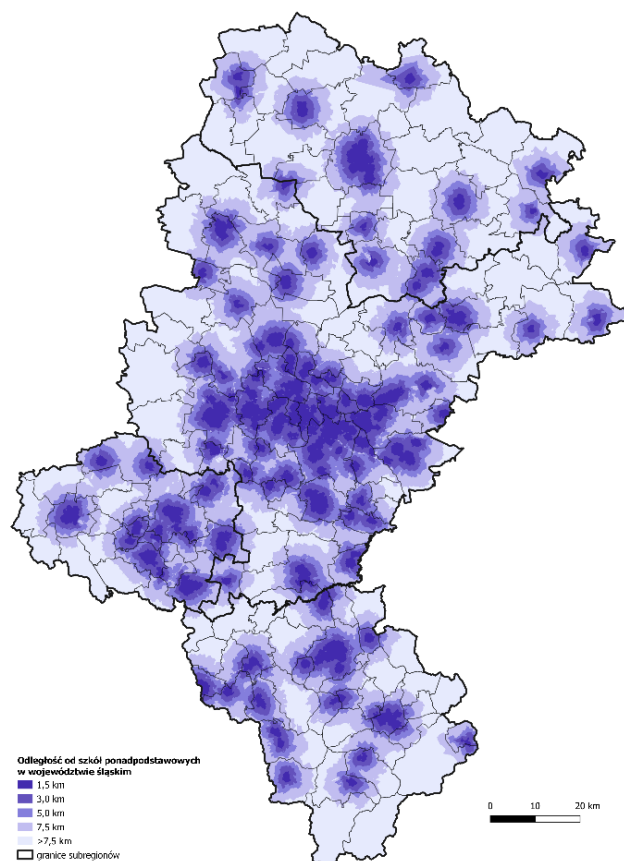 Odległość od szkół ponadpodstawowych
w województwie śląskim
1,5 km
3,0 km
5,0 km
7,5 km
>7,5 km
granice subregionów
0 10 20 km